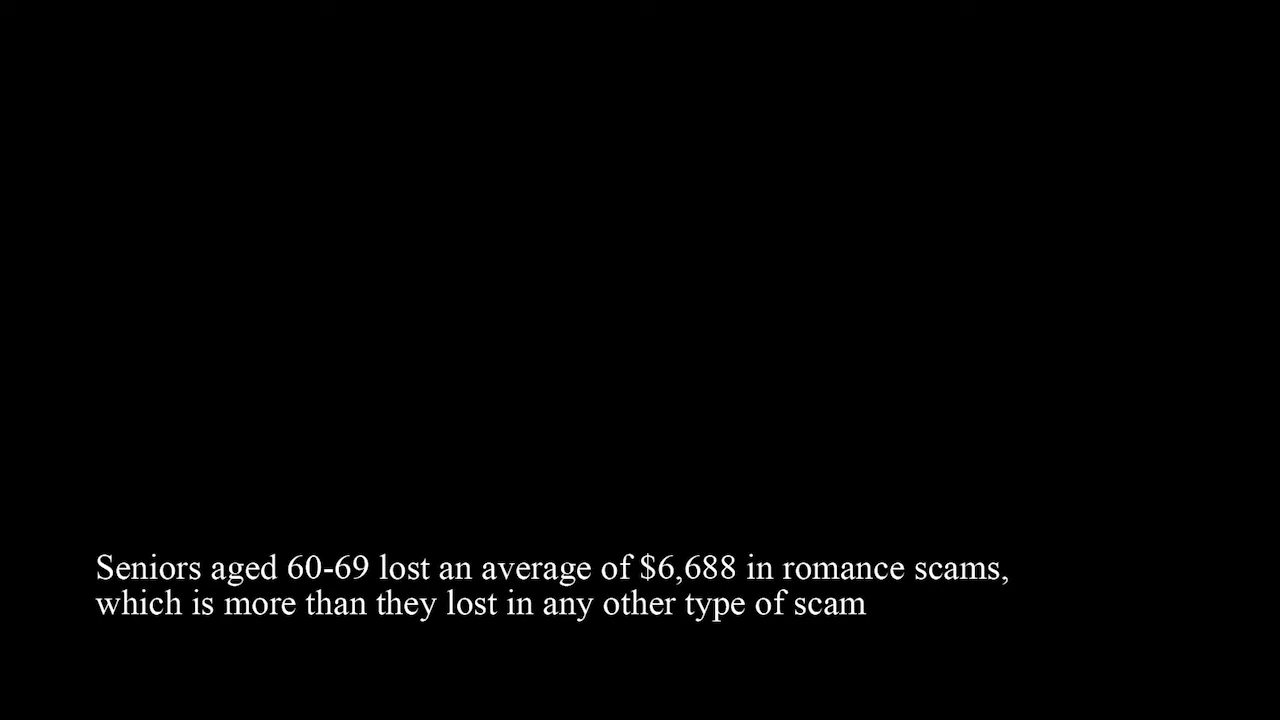 Seniors aged 60-69 lost an average of $6,688 in romance scams,
which is more than they lost in any other type of scam